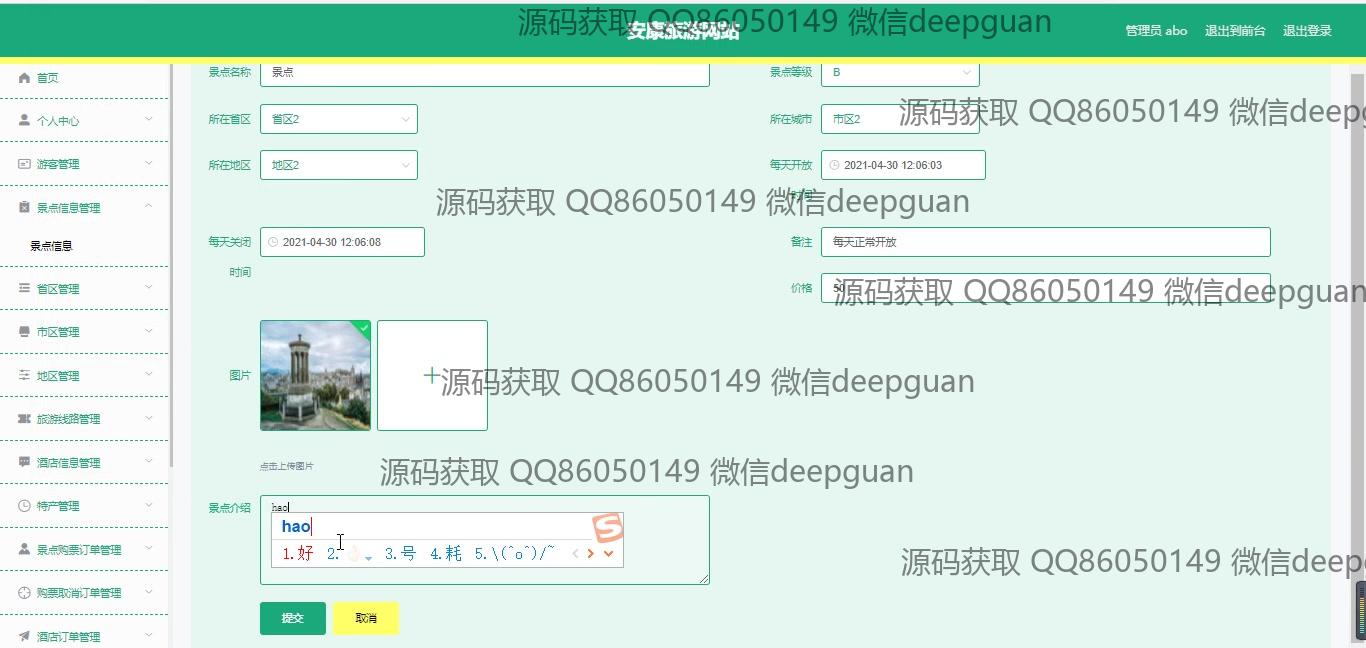 源码获取 QQ86050149 微信deepguan
安康旅游网站
管理员 abo 退出到前台 退出登录
首页
个人中心
游客管理
景点信息管理
景点信息
省区管理
市区管理
地区管理
旅游线路管理
酒店信息管理
特产管理
景点购票订单管理
购票取消订单管理
酒店订单管理
景点名称 景点 景点等级 B
源码获取 QQ86050149 微信deepg
所在省区 省区2 所在城市 市区2
所在地区 地区2 每天开放时间 2021-04-30 12:06:03
源码获取 QQ86050149 微信deepguan
每天关闭 2021-04-30 12:06:08 备注 每天正常开放
时间
价格 50
源码获取 QQ86050149 微信deepguan
图片
源码获取 QQ86050149 微信deepguan
点击上传图片
源码获取 QQ86050149 微信deepguan
景点介绍 hao
hao
1.好 2. 3.号 4.耗 5.\(^o^)/~
源码获取 QQ86050149 微信deepg
提交 取消